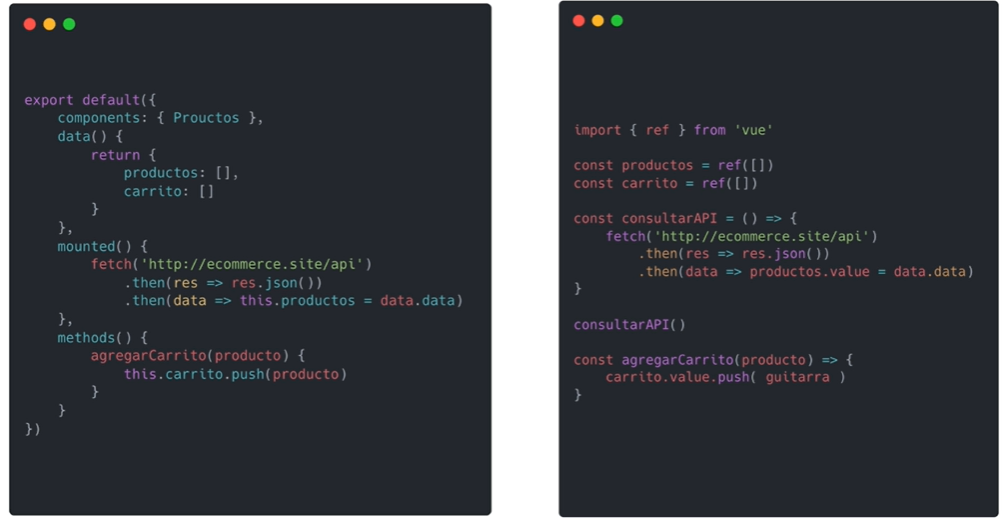 export default({
    components: { Prouctos },
    data() {
        return {
            productos: [],
            carrito: []
        }
    },
    mounted() {
        fetch('http://ecommerce.site/api')
            .then(res => res.json())
            .then(data => this.productos = data.data)
    },
    methods() {
        agregarCarrito(producto) {
            this.carrito.push(producto)
        }
    }
})
import { ref } from 'vue'
const productos = ref([])
const carrito = ref([])
const consultarAPI = () => {
    fetch('http://ecommerce.site/api')
        .then(res => res.json())
        .then(data => productos.value = data.data)
}
consultarAPI()
const agregarCarrito(producto) => {
    carrito.value.push( guitarra )
}